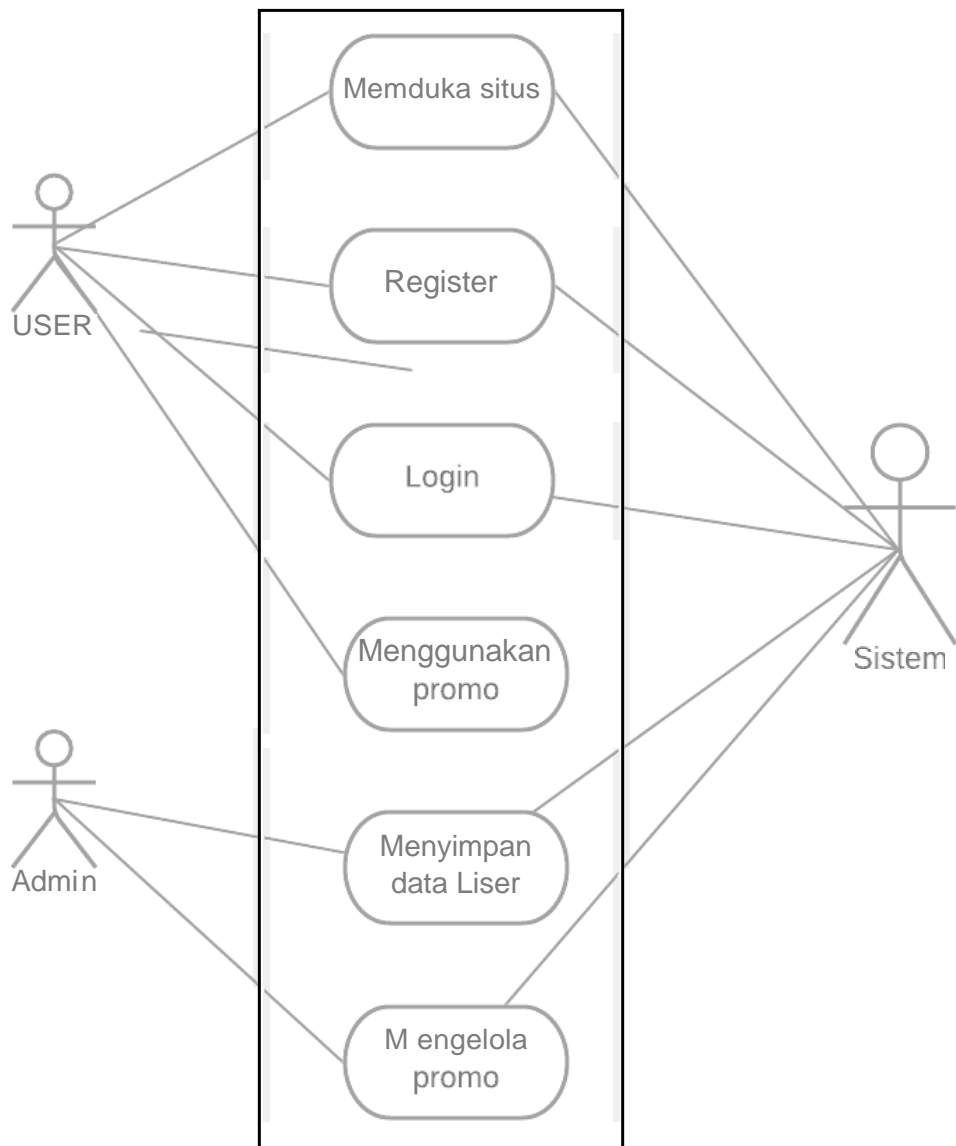 Memduka situs
Register
USER
Login
Menggunakan
promo
Sistem
Menyimpan
data Liser
Admin
M engelola
promo